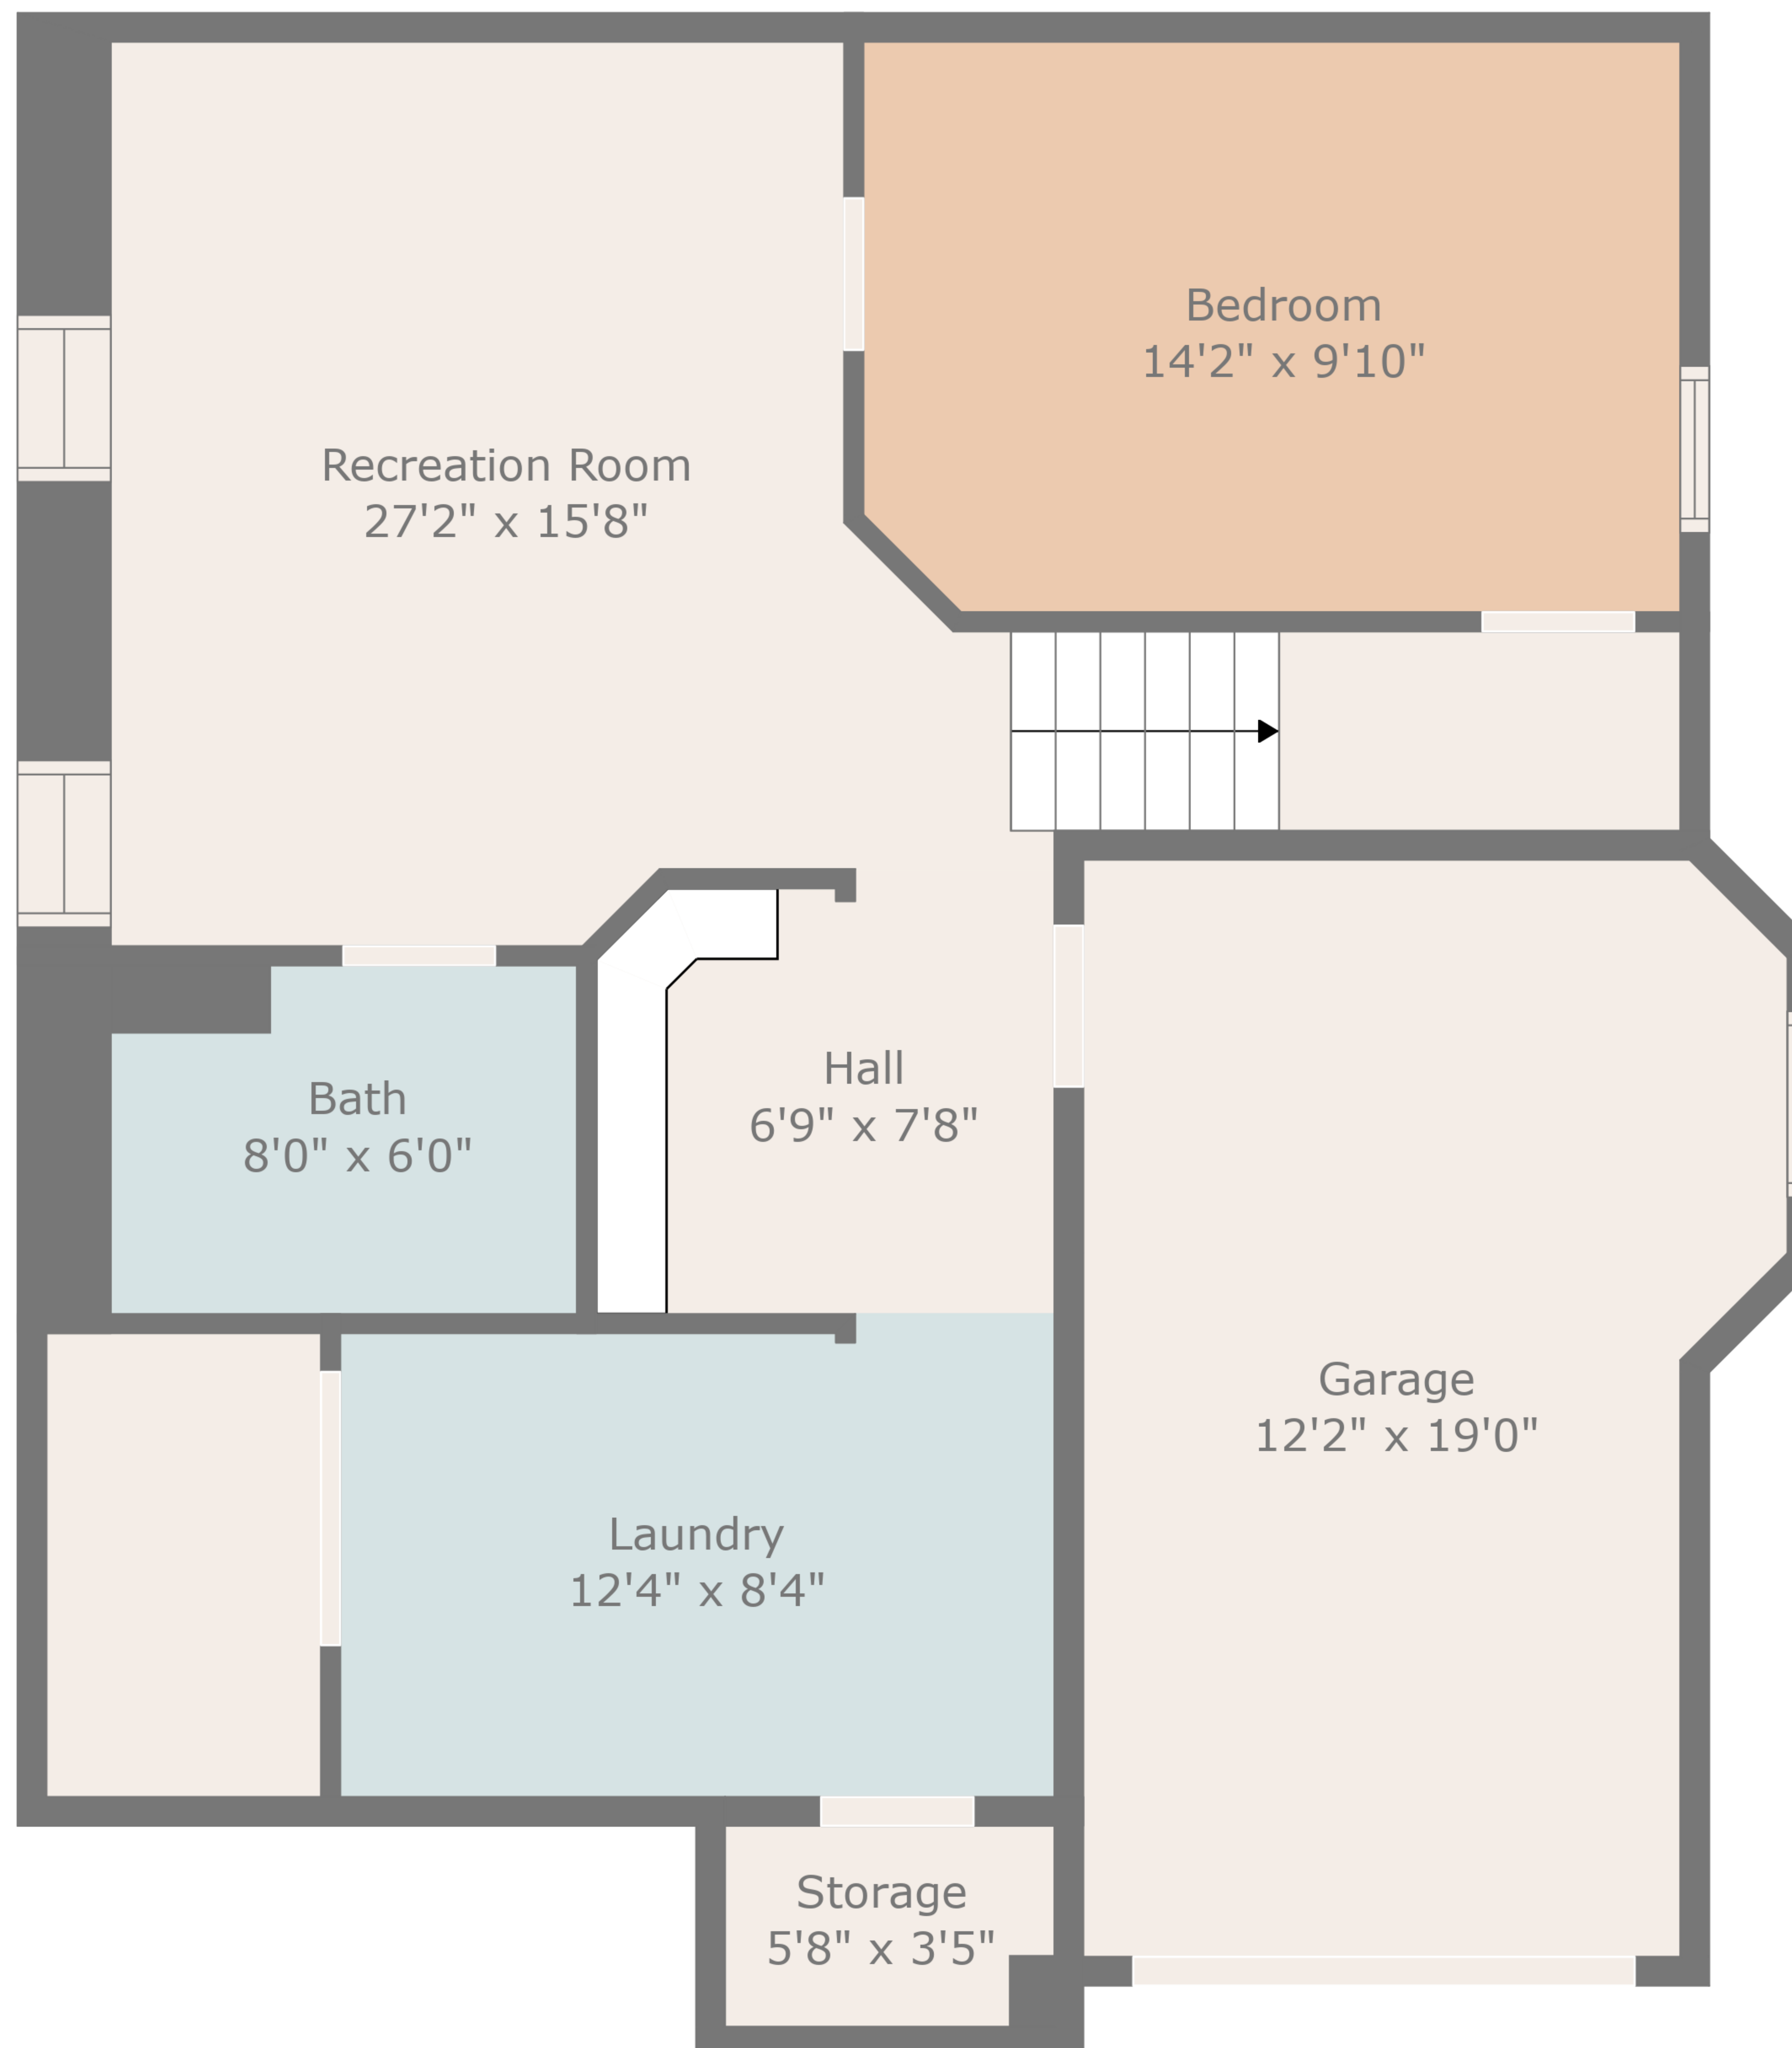 Bedroom
14'2" x 9'10"
Recreation Room
27'2" x 15'8"
Hall
6'9" x 7'8"
Bath
8'0" x 6'0"
Garage
12'2" x 19'0"
Laundry
12'4" x 8'4"
Storage
5'8" x 3'5"